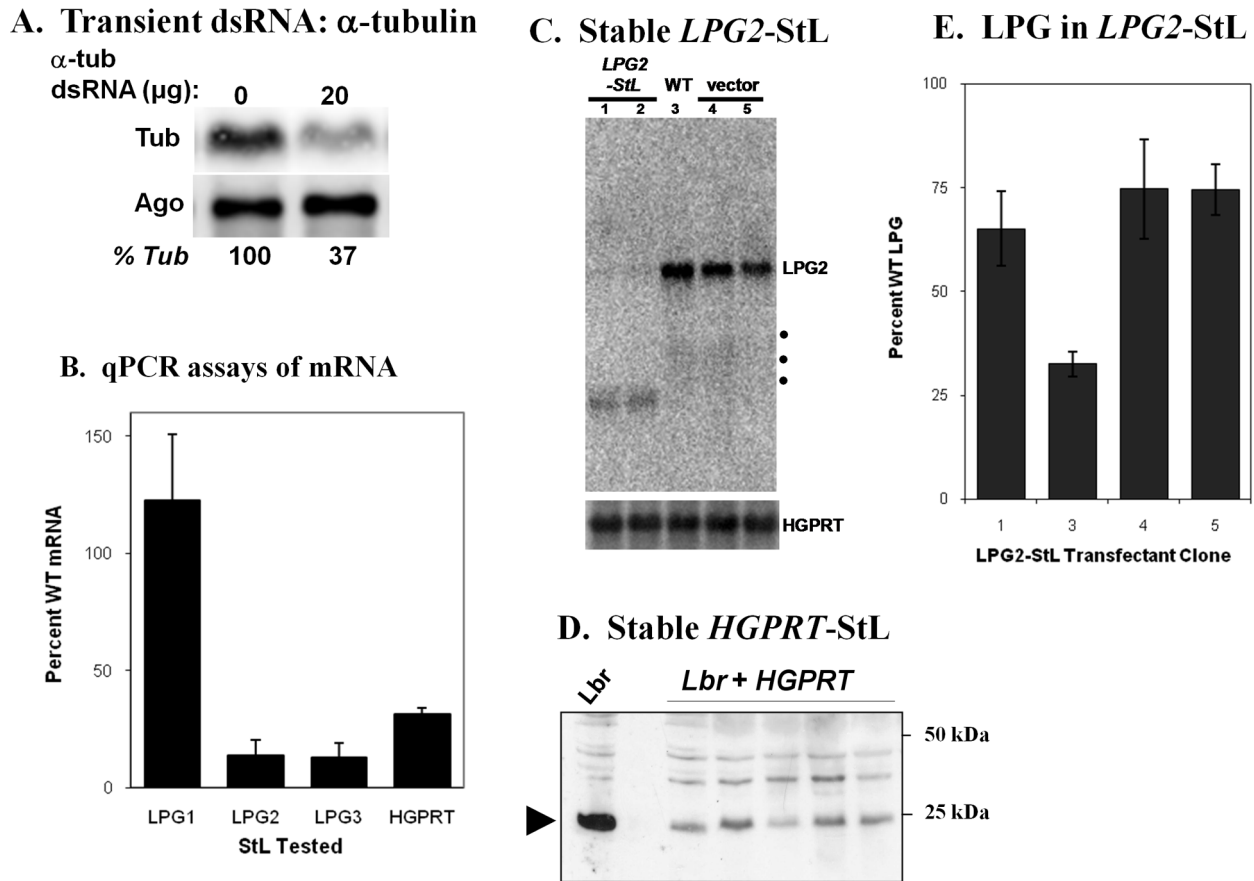 A. Transient dsRNA: α-tubulin
α-tub
dsRNA (μg): 0 20
Tub
Ago
% Tub 100 37
B. qPCR assays of mRNA
Percent WT mRNA
150
100
50
0
LPG1 LPG2 LPG3 HGPRT
StL Tested
C. Stable LPG2-StL
LPG2
-StL WT vector
1 2 3 4 5
LPG2
HGPRT
D. Stable HGPRT-StL
Lbr Lbr + HGPRT
50 kDa
25 kDa
E. LPG in LPG2-StL
Percent WT LPG
100
75
50
25
0
1 3 4 5
LPG2-StL Transfectant Clone